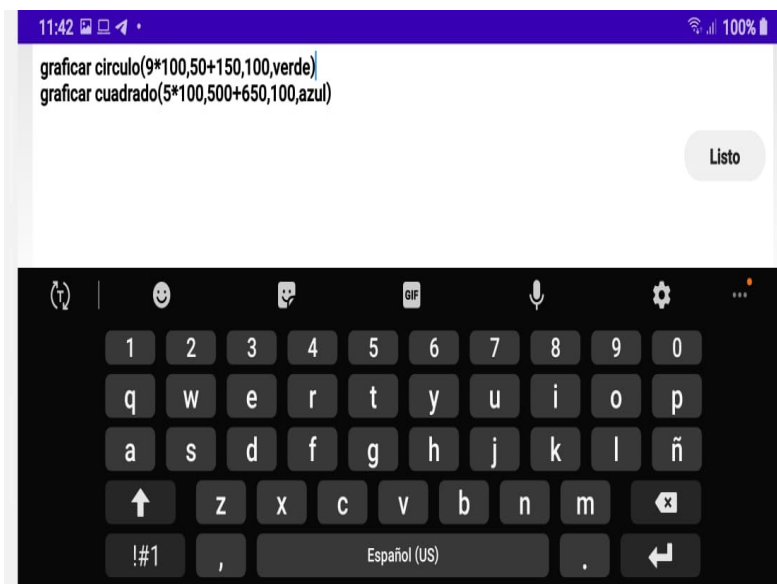 11:42
100%
graficar circulo(9*100,50+150,100,verde)
graficar cuadrado(5*100,500+650,100,azul)
Listo
T
GIF
1 2 3 4 5 6 7 8 9 0
q w e r t y u i o p
a s d f g h j k l ñ
z x c v b n m
!#1 , Español (US) .